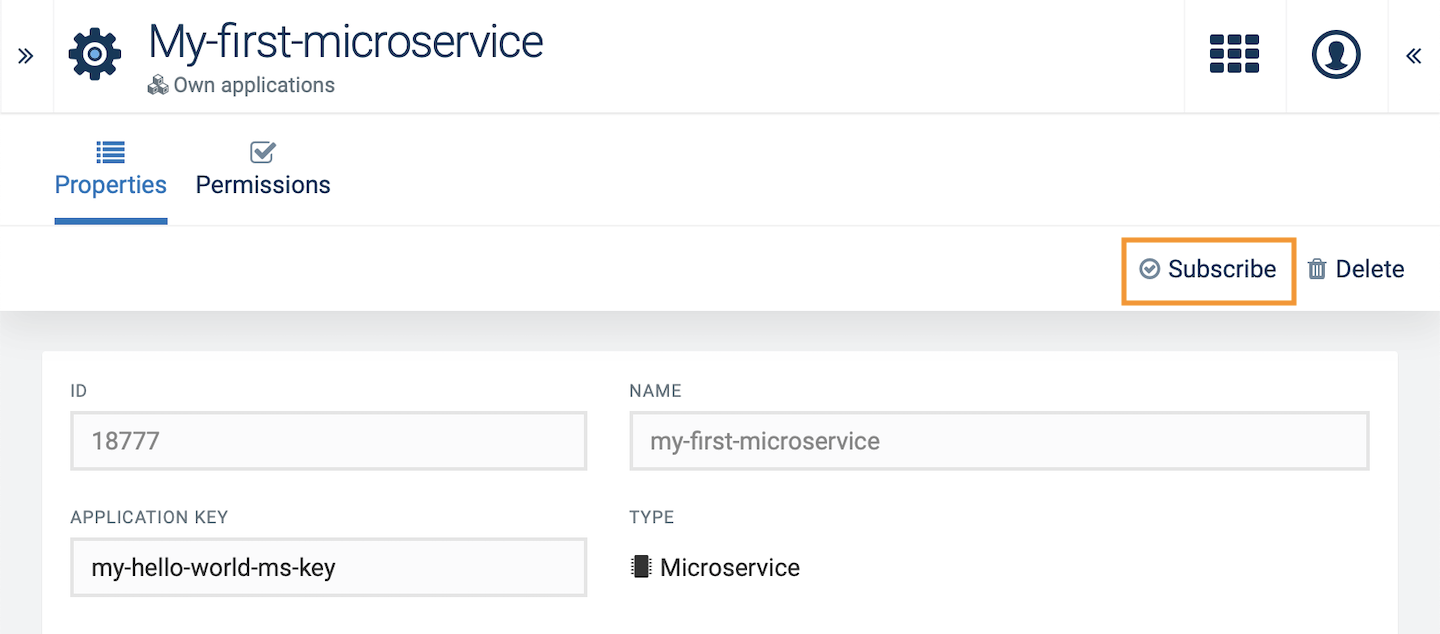 My-first-microservice
Own applications
Properties
Permissions
Subscribe
Delete
ID
NAME
18777
my-first-microservice
APPLICATION KEY
TYPE
my-hello-world-ms-key
Microservice